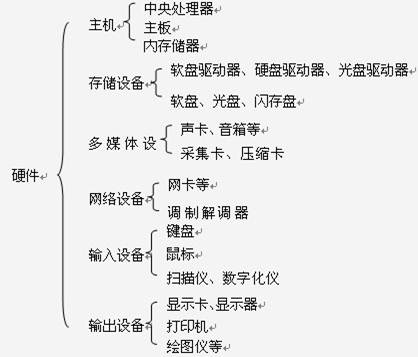 硬件
主机
中央处理器
主板
内存储器
存储设备
软盘驱动器、硬盘驱动器、光盘驱动器
软盘、光盘、闪存盘
多媒体设
声卡、音箱等
采集卡、压缩卡
网络设备
网卡等
调制解调器
输入设备
键盘
鼠标
扫描仪、数字化仪
输出设备
显示卡、显示器
打印机
绘图仪等